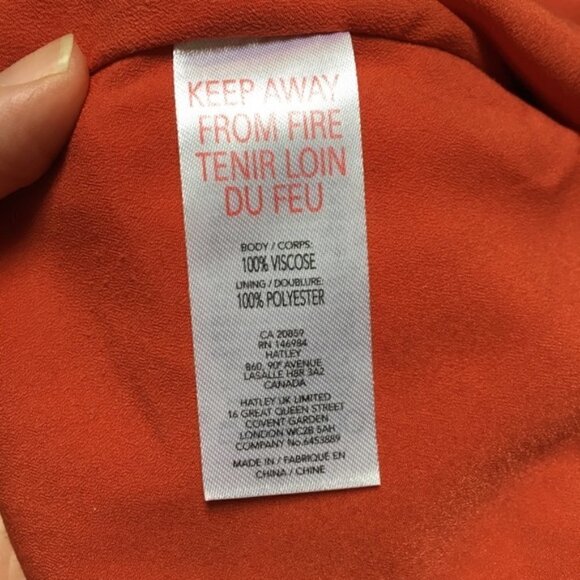 KEEP AWAY
FROM FIRE
TENIR LOIN
DU FEU
BODY / CORPS:
100% VISCOSE
LINING / DOUBLURE:
100% POLYESTER
CA 20859
RN 146984
HATLEY
860, 90ᵉ AVENUE
LASALLE H8R 3A2
CANADA
HATLEY UK LIMITED
16 GREAT QUEEN STREET
COVENT GARDEN
LONDON WC2B 5AH
COMPANY No.6453889
MADE IN / FABRIQUÉ EN
CHINA / CHINE